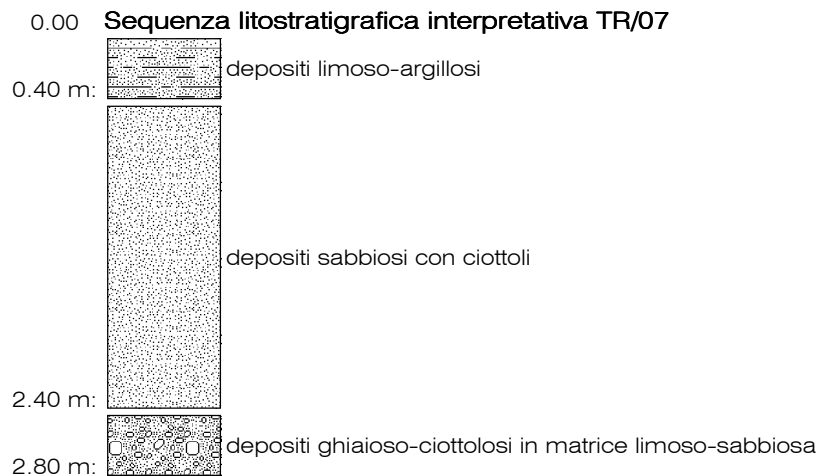 0.00 Sequenza litostratigrafica interpretativa TR/07
depositi limoso-argillosi
0.40 m:
depositi sabbiosi con ciottoli
2.40 m:
depositi ghiaioso-ciottolosi in matrice limoso-sabbiosa
2.80 m: